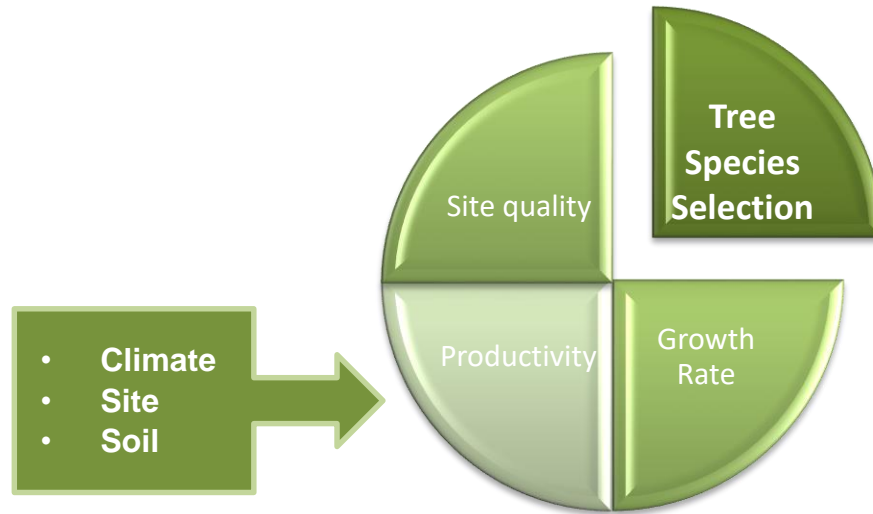 Tree
Species
Selection
Site quality
Productivity
Growth
Rate
• Climate
• Site
• Soil